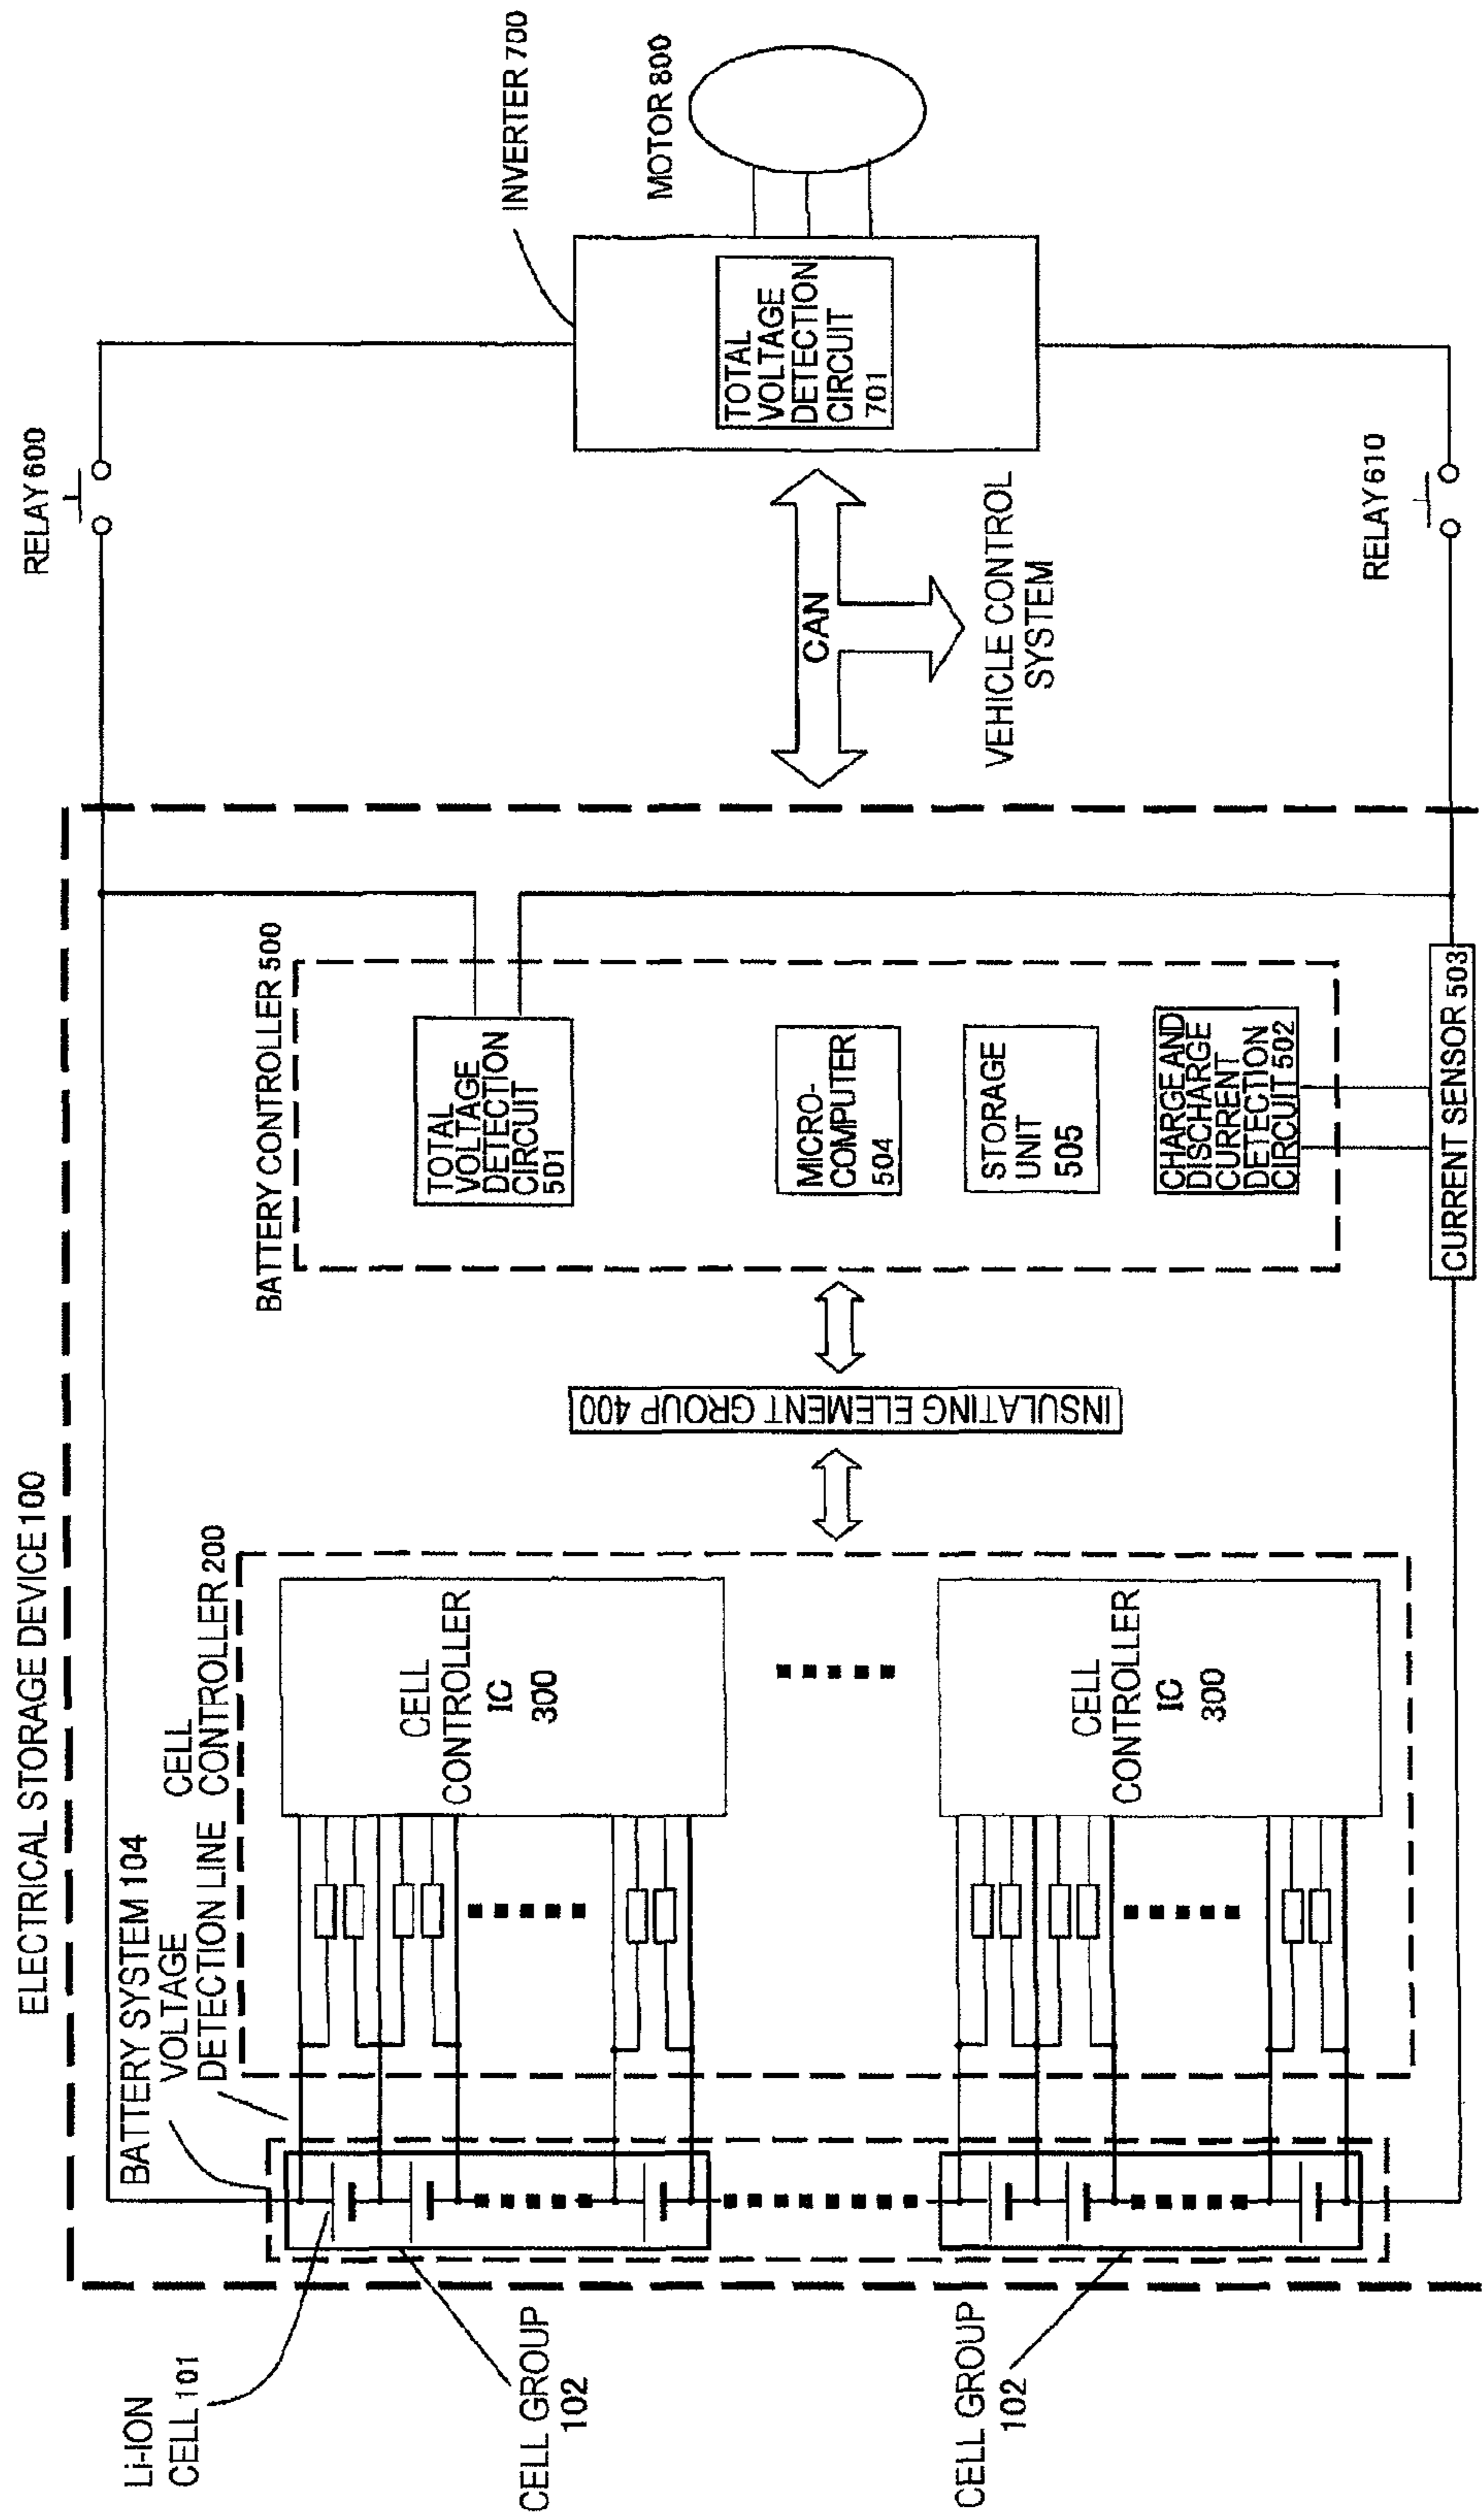 ELECTRICAL STORAGE DEVICE 100
Li-ION
CELL 101
BATTERY SYSTEM 104
VOLTAGE
DETECTION LINE
CELL
CONTROLLER 200
CELL GROUP
102
CELL GROUP
102
CELL
CONTROLLER
IC
300
CELL
CONTROLLER
IC
300
INSULATING ELEMENT GROUP 400
BATTERY CONTROLLER 500
TOTAL
VOLTAGE
DETECTION
CIRCUIT
501
MICRO-
COMPUTER
504
STORAGE
UNIT
505
CHARGE AND
DISCHARGE
CURRENT
DETECTION
CIRCUIT 502
CURRENT SENSOR 503
RELAY 600
RELAY 610
CAN
VEHICLE CONTROL
SYSTEM
INVERTER 700
TOTAL
VOLTAGE
DETECTION
CIRCUIT
701
MOTOR 800